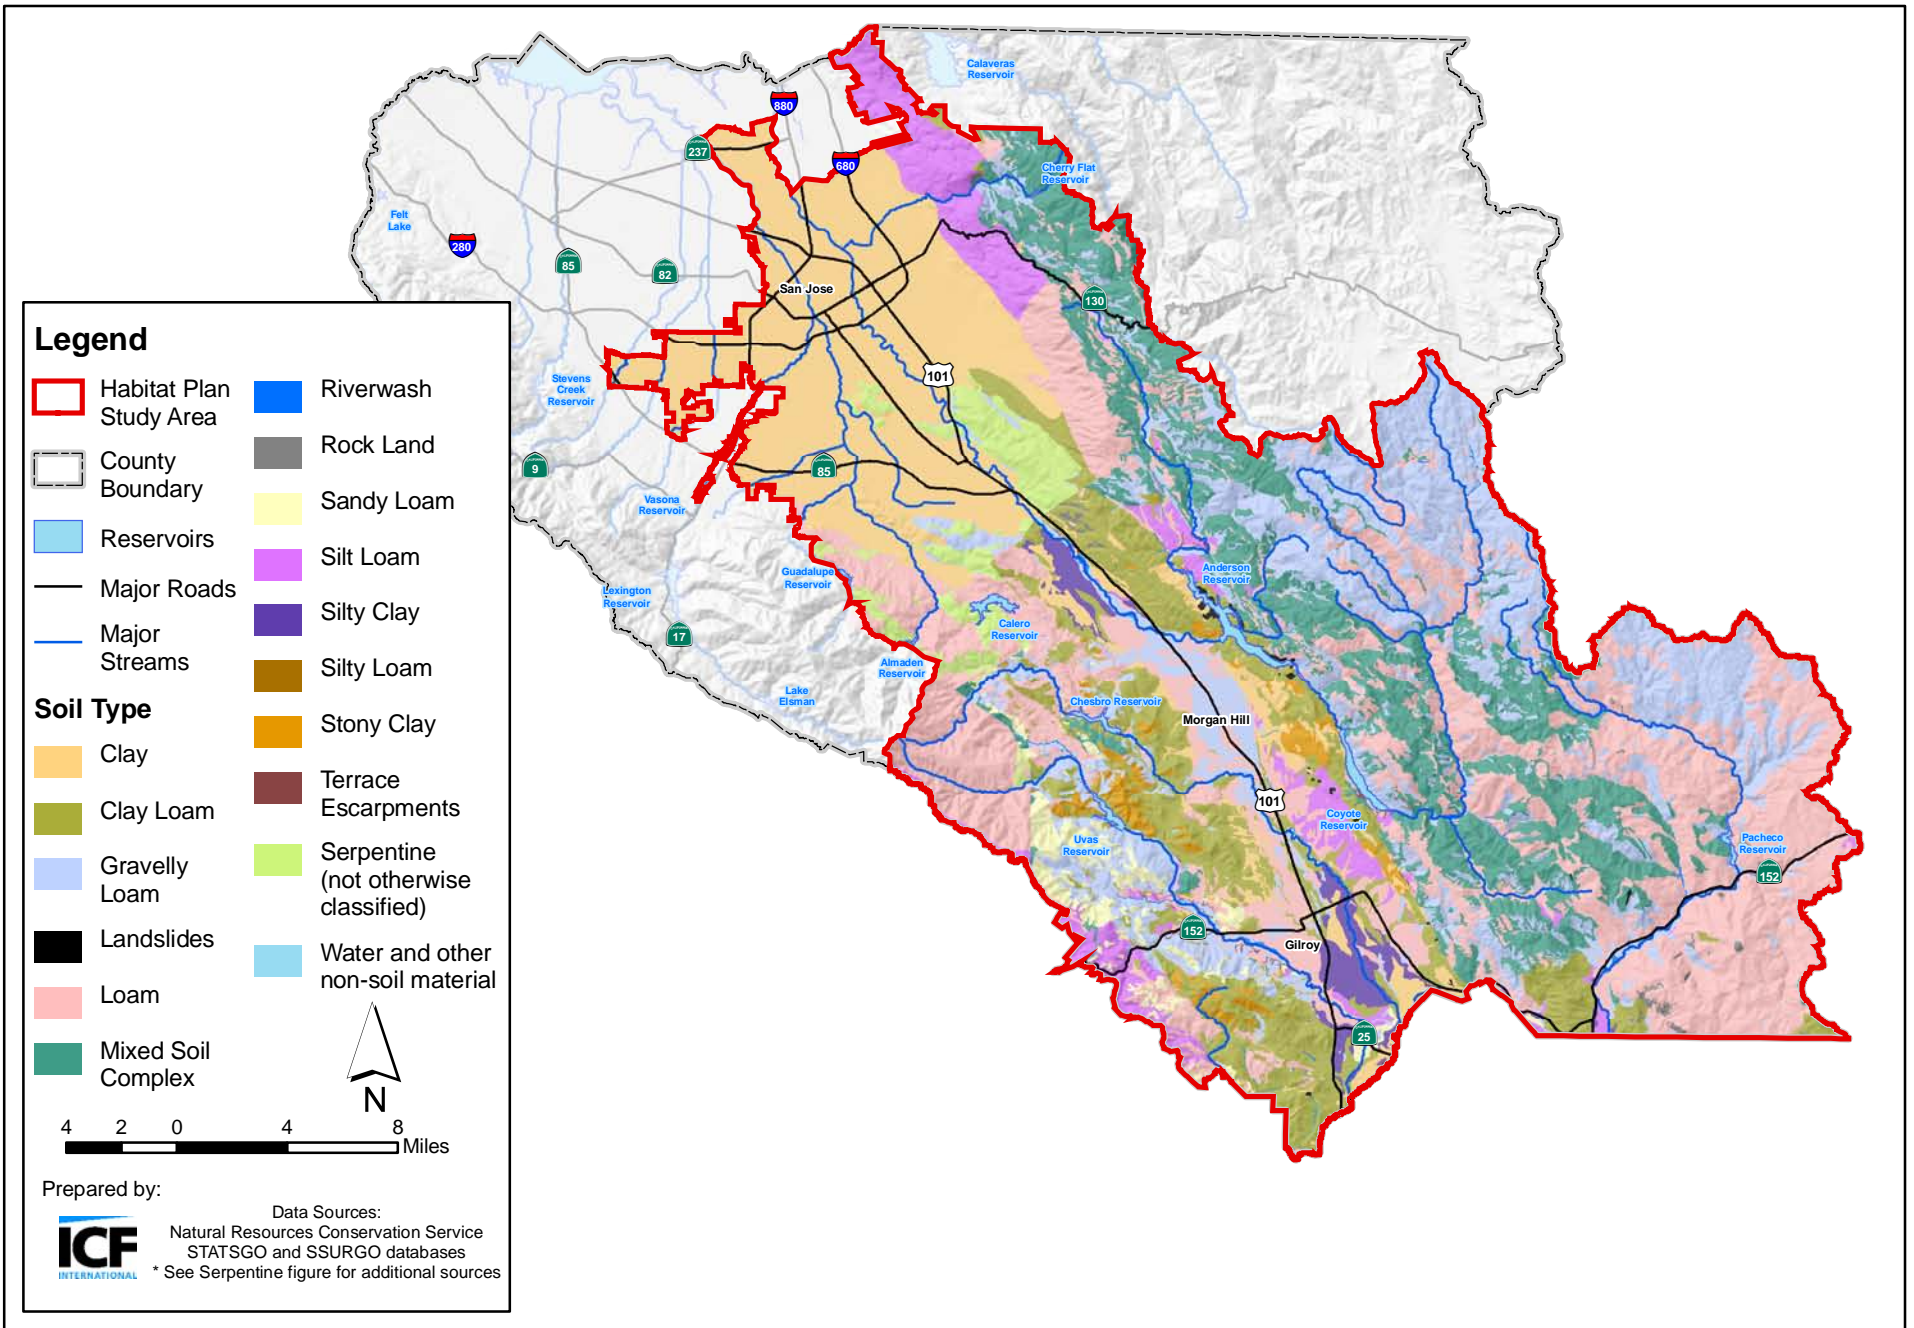 Legend
Habitat Plan
Study Area
County
Boundary
Reservoirs
Major Roads
Major
Streams
Soil Type
Clay
Clay Loam
Gravelly
Loam
Landslides
Loam
Mixed Soil
Complex
Riverwash
Rock Land
Sandy Loam
Silt Loam
Silty Clay
Silty Loam
Stony Clay
Terrace
Escarpments
Serpentine
(not otherwise
classified)
Water and other
non-soil material
N
4 2 0 4 8
Miles
Prepared by:
ICF
INTERNATIONAL
Data Sources:
Natural Resources Conservation Service
STATSGO and SSURGO databases
* See Serpentine figure for additional sources
Calaveras
Reservoir
880
237
680
Cherry Flat
Reservoir
Felt
Lake
280
85
82
San Jose
130
Stevens
Creek
Reservoir
101
9
85
Vasona
Reservoir
Guadalupe
Reservoir
Anderson
Reservoir
Lexington
Reservoir
17
Calero
Reservoir
Almaden
Reservoir
Lake
Elsman
Chesbro Reservoir
Morgan Hill
101
Coyote
Reservoir
Uvas
Reservoir
Pacheco
Reservoir
152
152
Gilroy
25